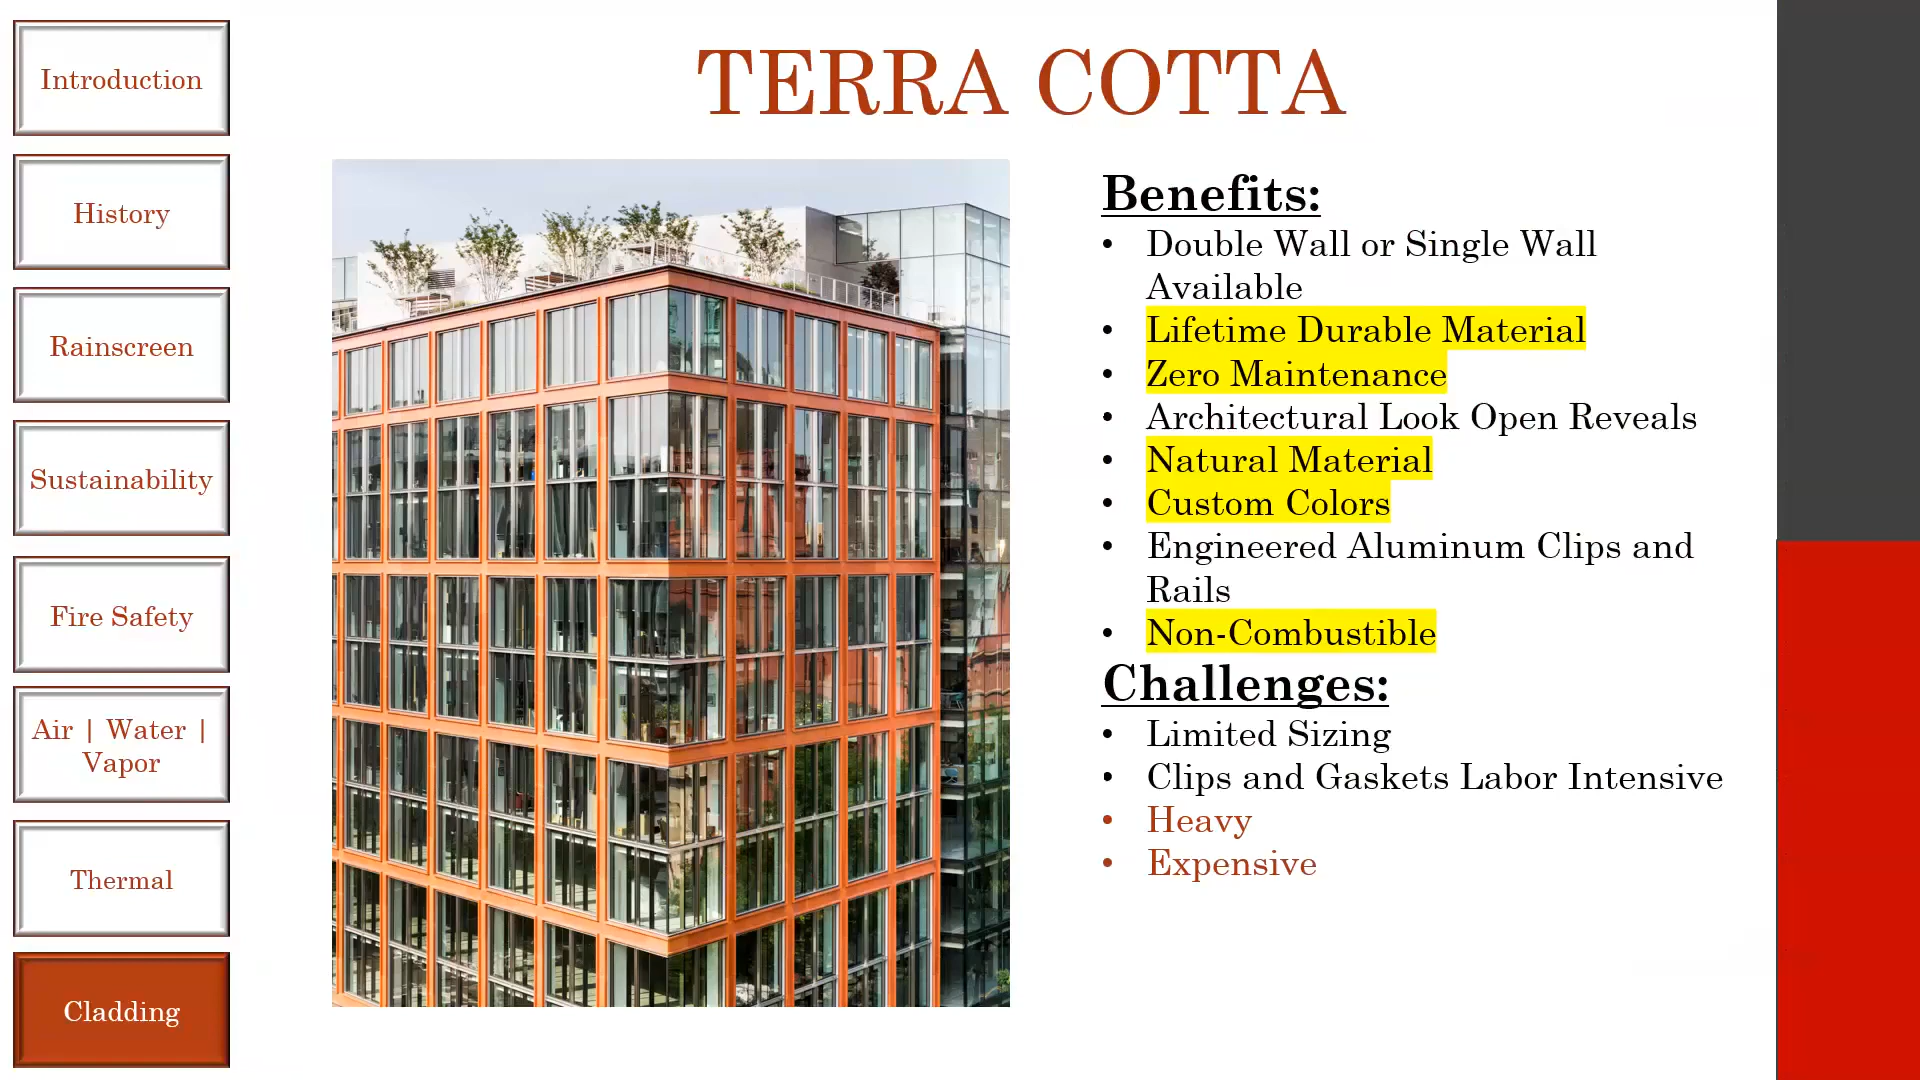 Introduction
History
Rainscreen
Sustainability
Fire Safety
Air | Water |
Vapor
Thermal
Cladding
TERRA COTTA
Benefits:
• Double Wall or Single Wall
Available
• Lifetime Durable Material
• Zero Maintenance
• Architectural Look Open Reveals
• Natural Material
• Custom Colors
• Engineered Aluminum Clips and
Rails
• Non-Combustible
Challenges:
• Limited Sizing
• Clips and Gaskets Labor Intensive
• Heavy
• Expensive